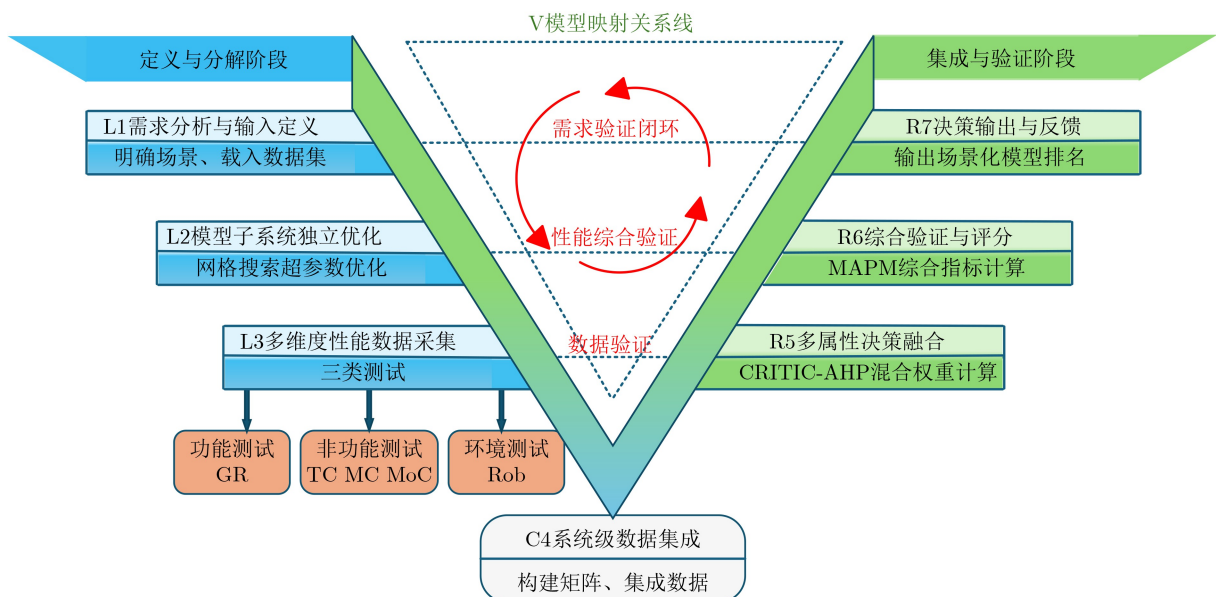 V模型映射关系线
定义与分解阶段
集成与验证阶段
L1需求分析与输入定义
明确场景、载入数据集
需求验证闭环
R7决策输出与反馈
输出场景化模型排名
L2模型子系统独立优化
网格搜索超参数优化
性能综合验证
R6综合验证与评分
MAPM综合指标计算
L3多维度性能数据采集
三类测试
数据验证
R5多属性决策融合
CRITIC-AHP混合权重计算
功能测试
GR
非功能测试
TC MC MoC
环境测试
Rob
C4系统级数据集成
构建矩阵、集成数据